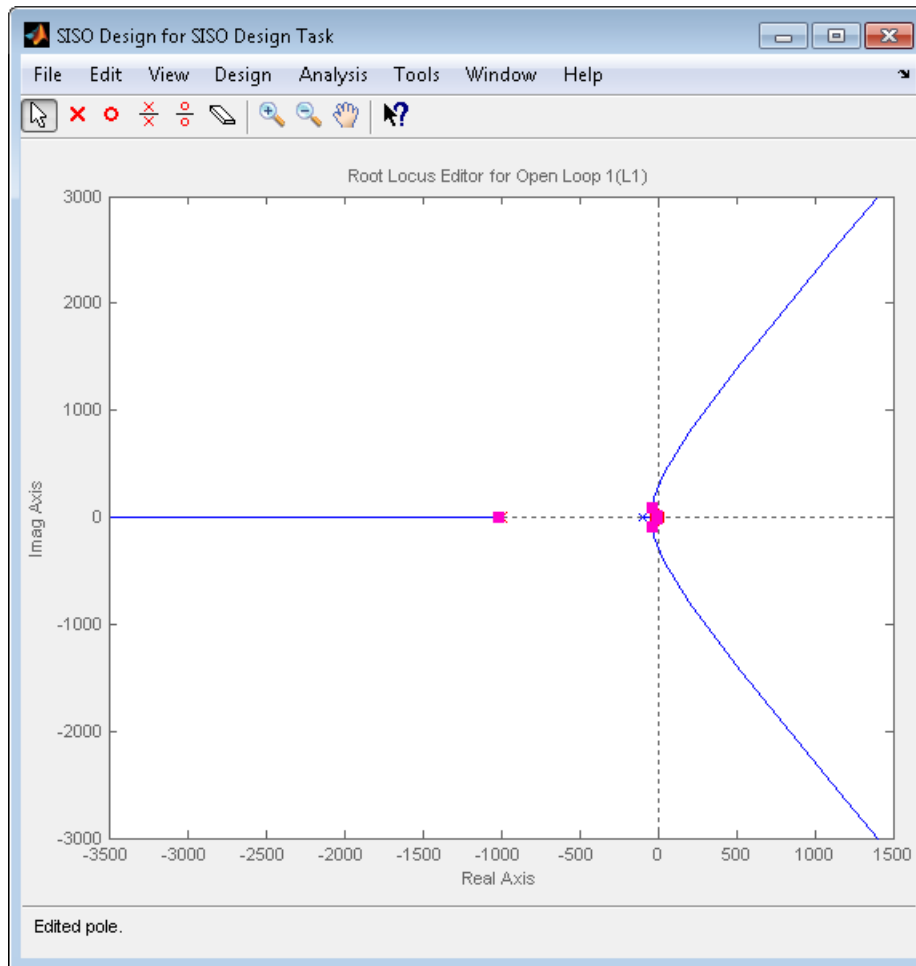 SISO Design for SISO Design Task
File Edit View Design Analysis Tools Window Help
Root Locus Editor for Open Loop 1(L1)
3000
2000
1000
0
-1000
-2000
-3000
Imag Axis
-3500 -3000 -2500 -2000 -1500 -1000 -500 0 500 1000 1500
Real Axis
Edited pole.